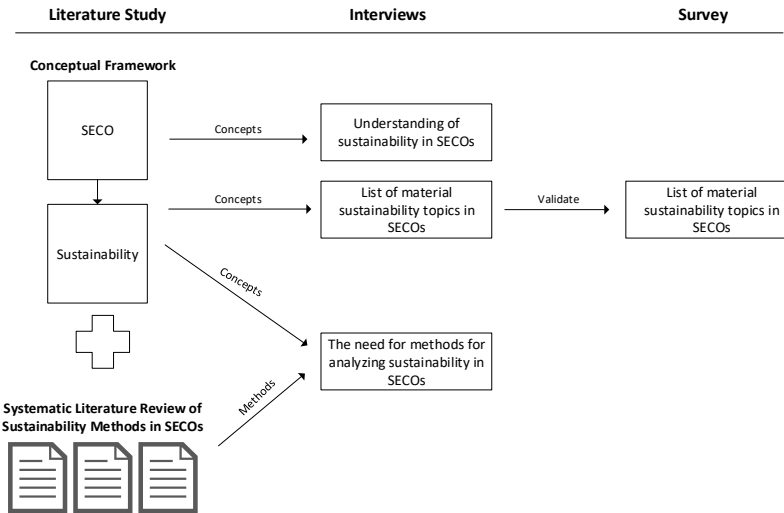 Literature Study
Interviews
Survey
Conceptual Framework
SECO
Concepts
Understanding of
sustainability in SECOs
Concepts
List of material
sustainability topics in
SECOs
Validate
List of material
sustainability topics in
SECOs
Sustainability
Concepts
The need for methods for
analyzing sustainability in
SECOs
Methods
Systematic Literature Review of
Sustainability Methods in SECOs